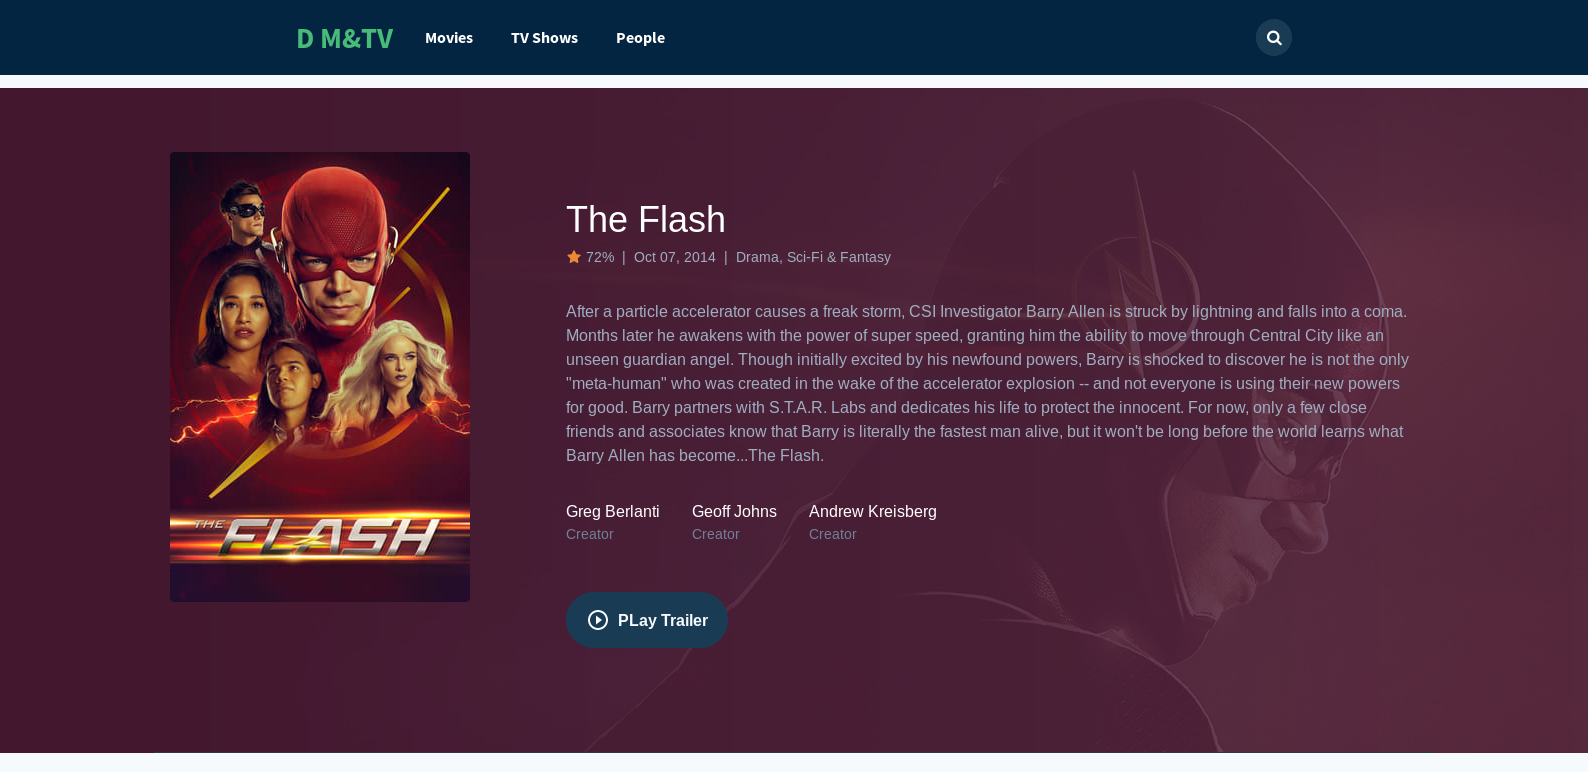 D M&TV
Movies
TV Shows
People
THE
FLASH
The Flash
72% | Oct 07, 2014 | Drama, Sci-Fi & Fantasy
After a particle accelerator causes a freak storm, CSI Investigator Barry Allen is struck by lightning and falls into a coma.
Months later he awakens with the power of super speed, granting him the ability to move through Central City like an
unseen guardian angel. Though initially excited by his newfound powers, Barry is shocked to discover he is not the only
"meta-human" who was created in the wake of the accelerator explosion -- and not everyone is using their new powers
for good. Barry partners with S.T.A.R. Labs and dedicates his life to protect the innocent. For now, only a few close
friends and associates know that Barry is literally the fastest man alive, but it won't be long before the world learns what
Barry Allen has become...The Flash.
Greg Berlanti
Creator
Geoff Johns
Creator
Andrew Kreisberg
Creator
PLay Trailer